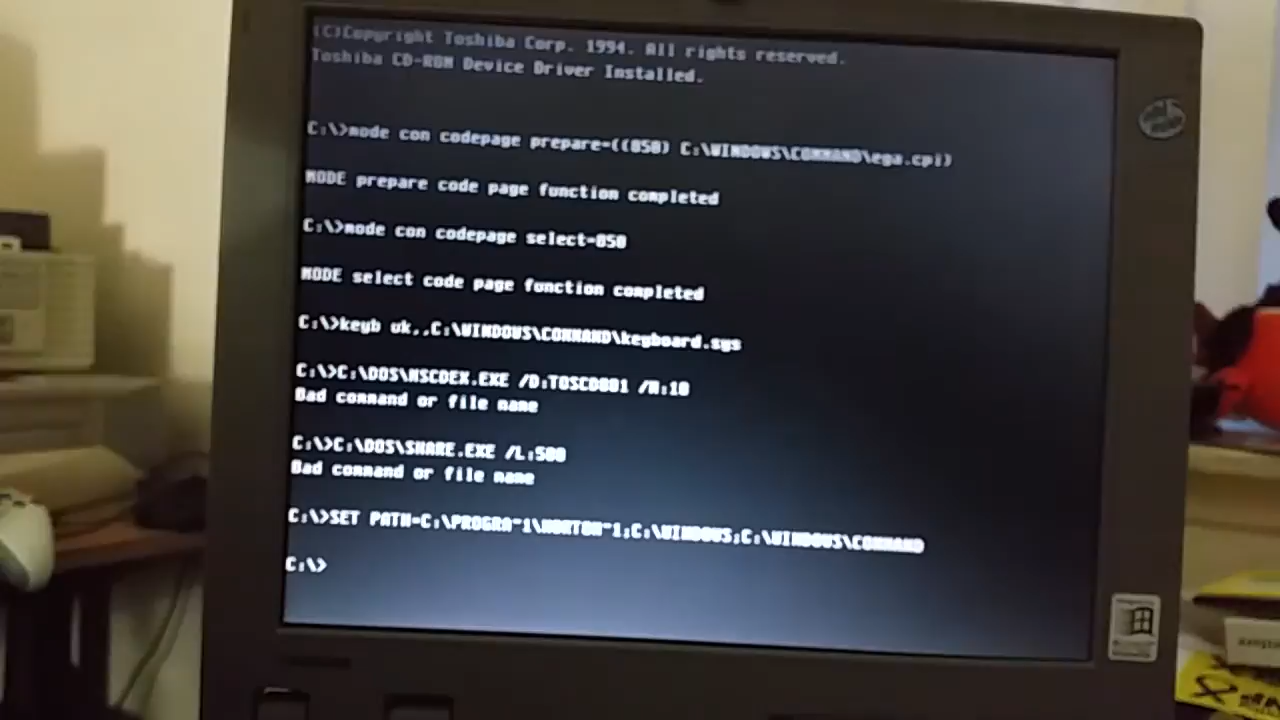 (C)Copyright Toshiba Corp. 1994. All rights reserved.
Toshiba CD-ROM Device Driver Installed.
C:\>mode con codepage prepare=((850) C:\WINDOWS\COMMAND\ega.cpi)
MODE prepare code page function completed
C:\>mode con codepage select=850
MODE select code page function completed
C:\>keyb uk,,C:\WINDOWS\COMMAND\keyboard.sys
C:\>C:\DOS\MSCDEX.EXE /D:TOSCD001 /M:10
Bad command or file name
C:\>C:\DOS\SHARE.EXE /L:500
Bad command or file name
C:\>SET PATH=C:\PROGRA~1\NORTON~1;C:\WINDOWS;C:\WINDOWS\COMMAND
C:\>